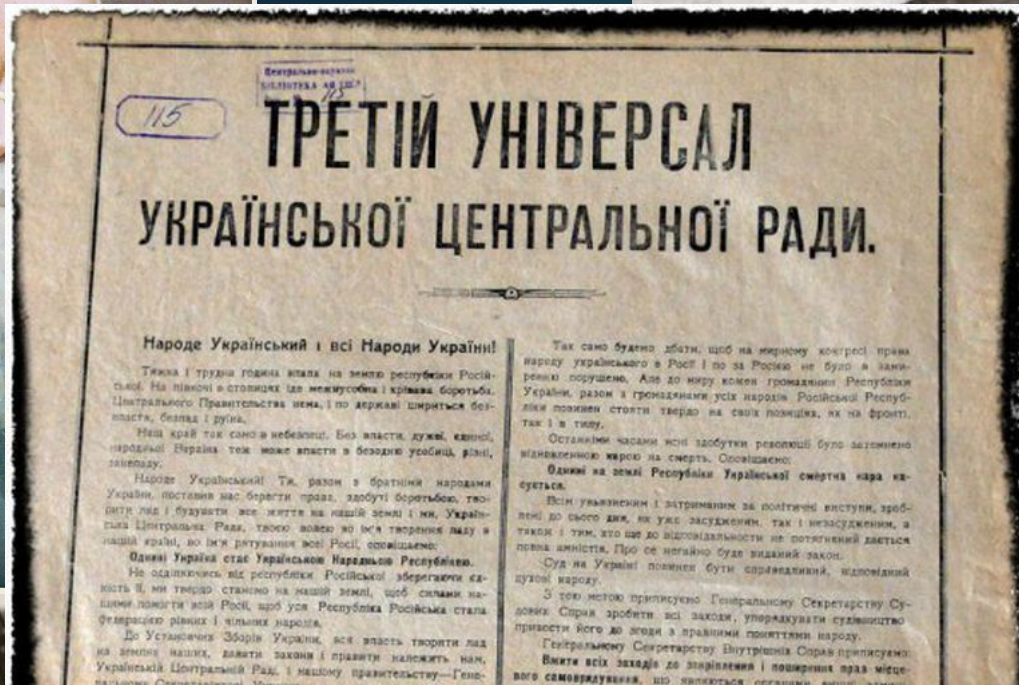 Центральна наукова
БІБЛІОТЕКА АН УРСР
115
115
ТРЕТІЙ УНІВЕРСАЛ
УКРАЇНСЬКОЇ ЦЕНТРАЛЬНОЇ РАДИ.
Народе Український і всі Народи України!
Тяжка і трудна година впала на землю республіки Росій-
ської. На півночі в столицях іде межиусобна і крівава боротьба.
Центрального Правительства нема, і по державі шириться без-
власть, безлад і руїна.
Наш край так само в небезпеці. Без власти, дужої, єдиної,
народньої Україна теж може впасти в безодню усобиці, різні,
занепаду.
Народе Український! Ти, разом з братніми народами
України, поставив нас берегти права, здобуті боротьбою, тво-
рити лад і будувати все життя на нашій землі і ми, Україн-
ська Центральна Рада, твоєю волею во ім'я творення ладу в
нашій країні, во ім'я рятування всеї Росії, оповіщаємо:
Однині Україна стає Українською Народньою Республікою.
Не одділяючись від республіки Російської зберегаючи єд-
ність її, ми твердо станемо на нашій землі, щоб силами на-
шими помогти всій Росії, щоб уся Республіка Російська стала
федерацією рівних і вільних народів.
До Установчих Зборів України, вся власть творити лад
на землях наших, давати закони і правити належить нам,
Українській Центральній Раді, і нашому правительству—Гене-
ральному Секретаріатові
Так само будемо дбати, щоб на мирному конгресі права
народу українського в Росії і по за Росією не було в зами-
ренню порушено. Але до миру кожен громадянин Республіки
України, разом з громадянами усіх народів Російської Респуб-
ліки повинен стояти твердо на своїх позиціях, як на фронті,
так і в тилу.
Останніми часами ясні здобутки революції було затемнено
відновленною карою на смерть. Оповіщаємо:
Однині на землі Республіки Української смертна кара ка-
сується.
Всім увязненим і затриманим за політичні виступи, зроб-
лені до сього дня, як уже засудженим, так і незасудженим, а
також і тим, хто ще до відповідальности не потягнений дається
повна амністія. Про се негайно буде виданий закон.
Суд на Україні повинен бути справедливий, відповідний
духові народу.
З тою метою приписуємо Генеральному Секретарству Су-
дових Справ зробити всі заходи, упорядкувати судівництво
привести його до згоди з правними поняттями народу.
Генеральному Секретарству Внутрішніх Справ приписуємо:
Вжити всіх заходів до закріплення і поширення прав місце-
вого самоврядування, що являються органами вищої